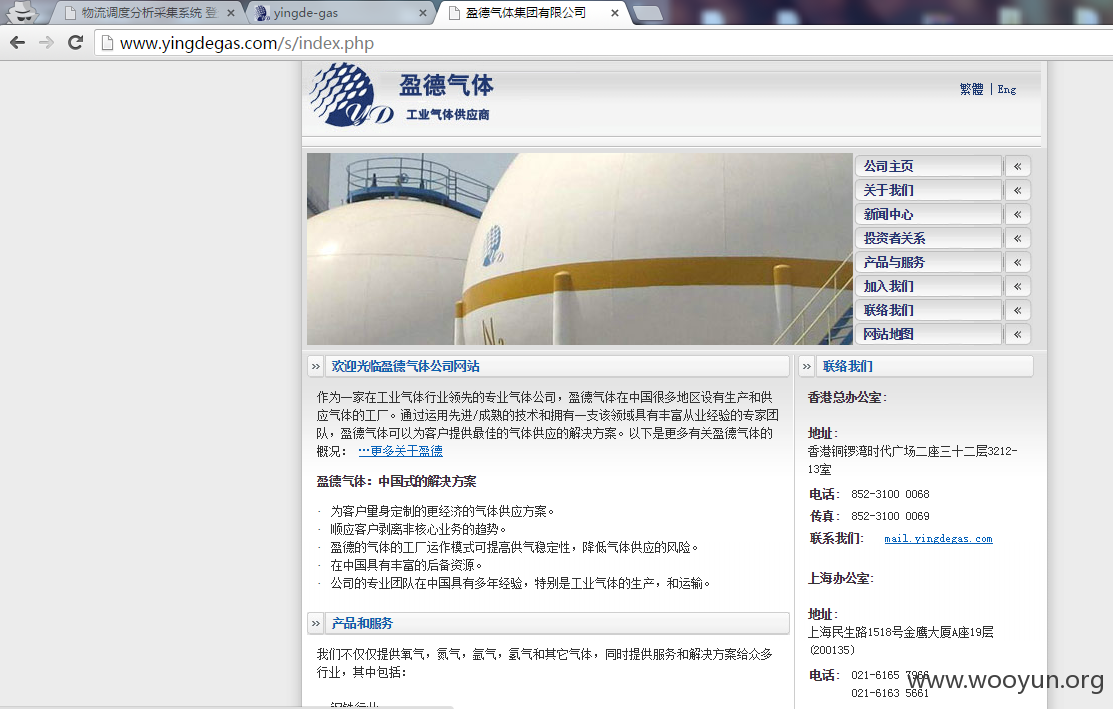 物流调度分析采集系统 登
yingde-gas
盈德气体集团有限公司
www.yingdegas.com/s/index.php
盈德气体
工业气体供应商
YD
繁體 | Eng
公司主页
关于我们
新闻中心
投资者关系
产品与服务
加入我们
联络我们
网站地图
欢迎光临盈德气体公司网站
作为一家在工业气体行业领先的专业气体公司，盈德气体在中国很多地区设有生产和供
应气体的工厂。通过运用先进/成熟的技术和拥有一支该领域具有丰富从业经验的专家团
队，盈德气体可以为客户提供最佳的气体供应的解决方案。以下是更多有关盈德气体的
概况： …更多关于盈德
盈德气体：中国式的解决方案
· 为客户量身定制的更经济的气体供应方案。
· 顺应客户剥离非核心业务的趋势。
· 盈德的气体的工厂运作模式可提高供气稳定性，降低气体供应的风险。
· 在中国具有丰富的后备资源。
· 公司的专业团队在中国具有多年经验，特别是工业气体的生产，和运输。
产品和服务
我们不仅仅提供氧气，氮气，氩气，氢气和其它气体，同时提供服务和解决方案给众多
行业，其中包括：
钢铁行业
联络我们
香港总办公室：
地址：
香港铜锣湾时代广场二座三十二层3212-
13室
电话： 852-3100 0068
传真： 852-3100 0069
联系我们： mail.yingdegas.com
上海办公室：
地址：
上海民生路1518号金鹰大厦A座19层
(200135)
电话： 021-6165 7966
021-6163 5661
www.wooyun.org